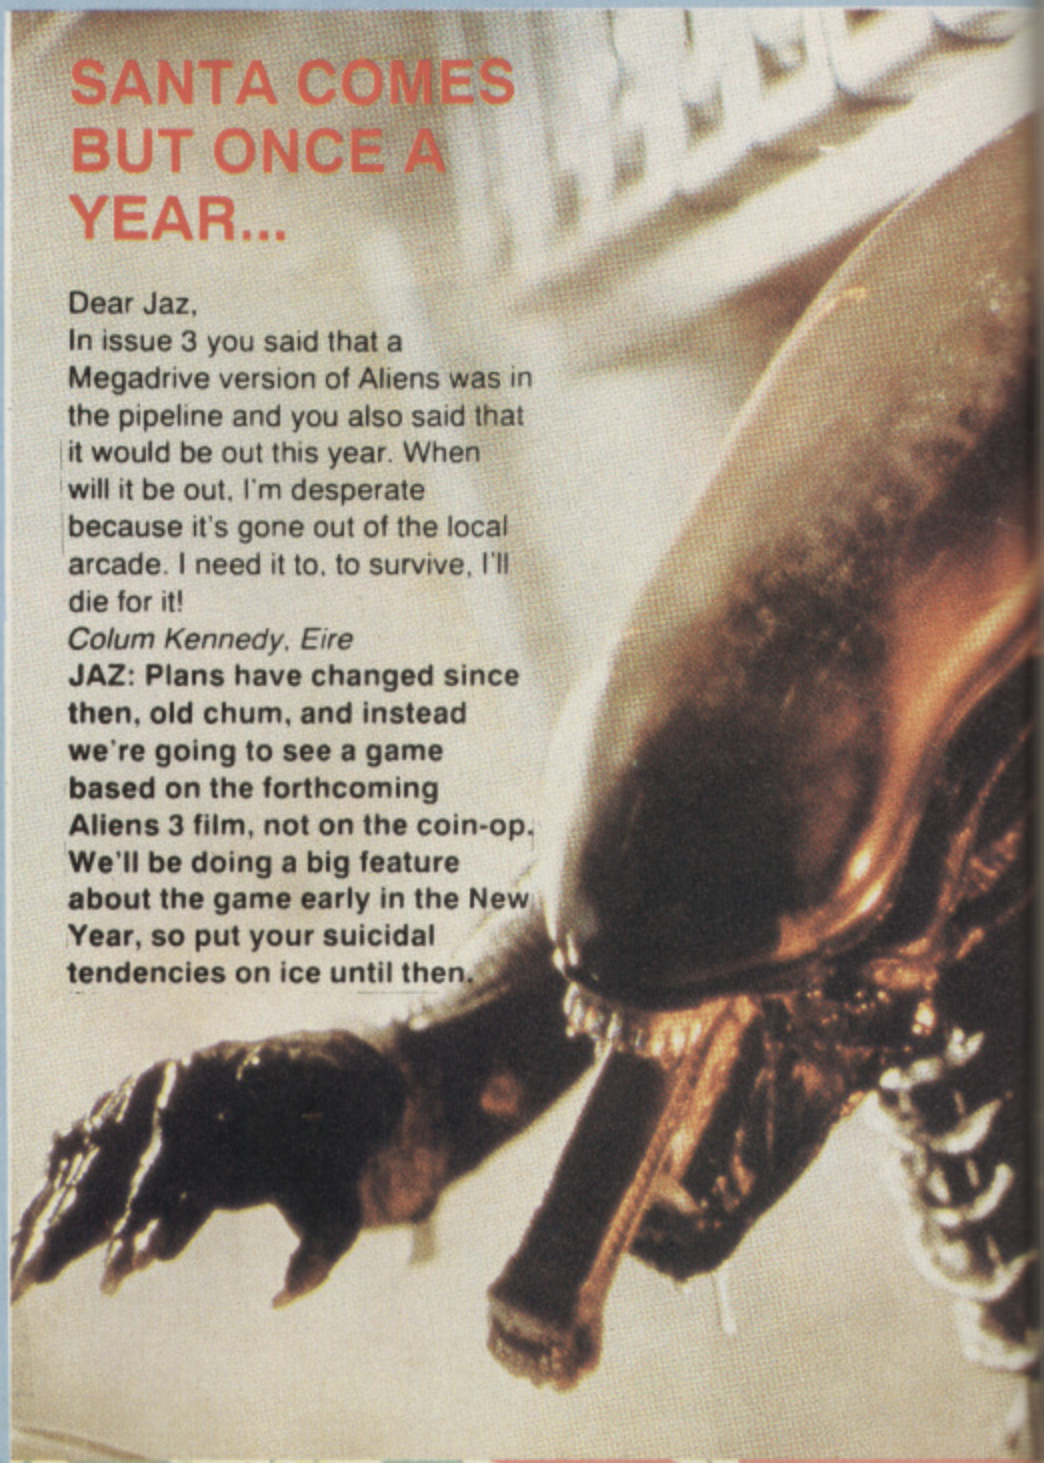 SANTA COMES
BUT ONCE A
YEAR...
Dear Jaz,
In issue 3 you said that a
Megadrive version of Aliens was in
the pipeline and you also said that
it would be out this year. When
will it be out, I'm desperate
because it's gone out of the local
arcade. I need it to, to survive, I'll
die for it!
Colum Kennedy, Eire
JAZ: Plans have changed since
then, old chum, and instead
we're going to see a game
based on the forthcoming
Aliens 3 film, not on the coin-op.
We'll be doing a big feature
about the game early in the New
Year, so put your suicidal
tendencies on ice until then.